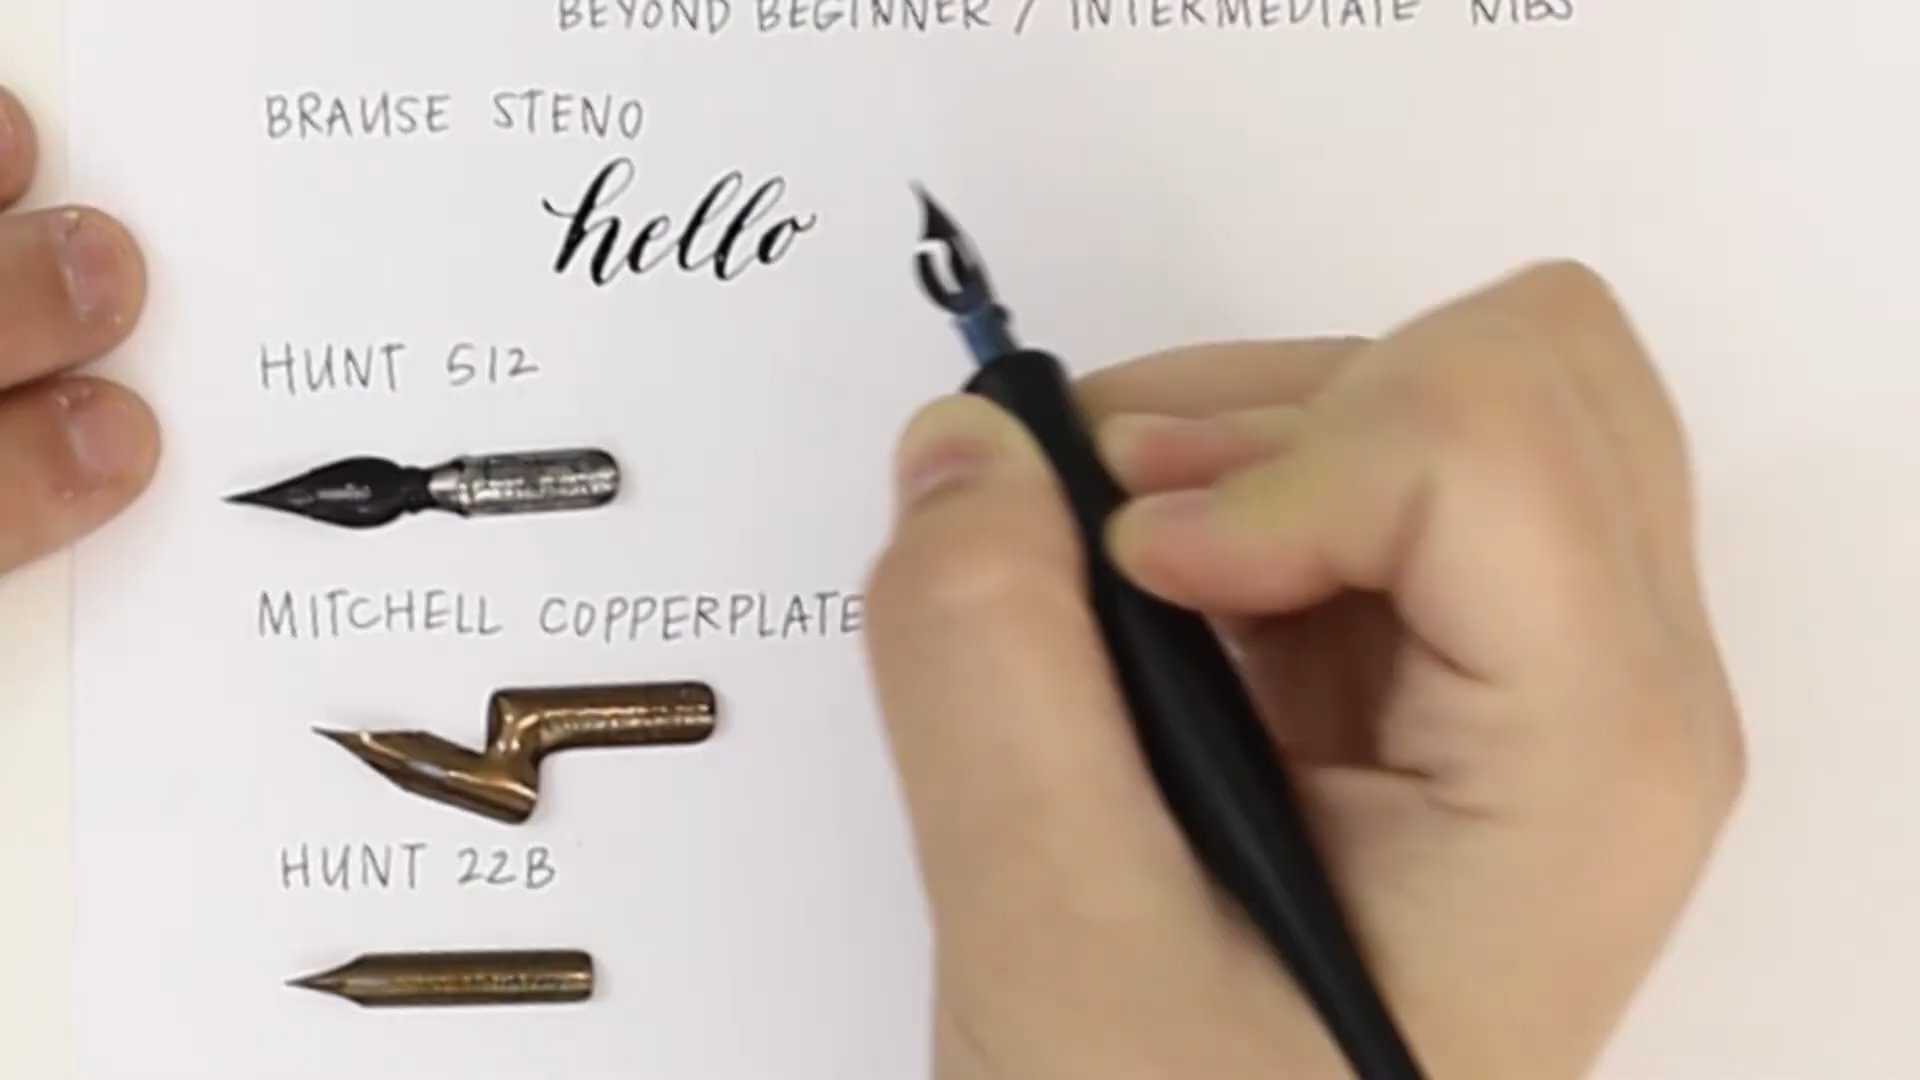 BEYOND BEGINNER / INTERMEDIATE NIBS
BRAUSE STENO
hello
HUNT 512
MITCHELL COPPERPLATE
HUNT 22B